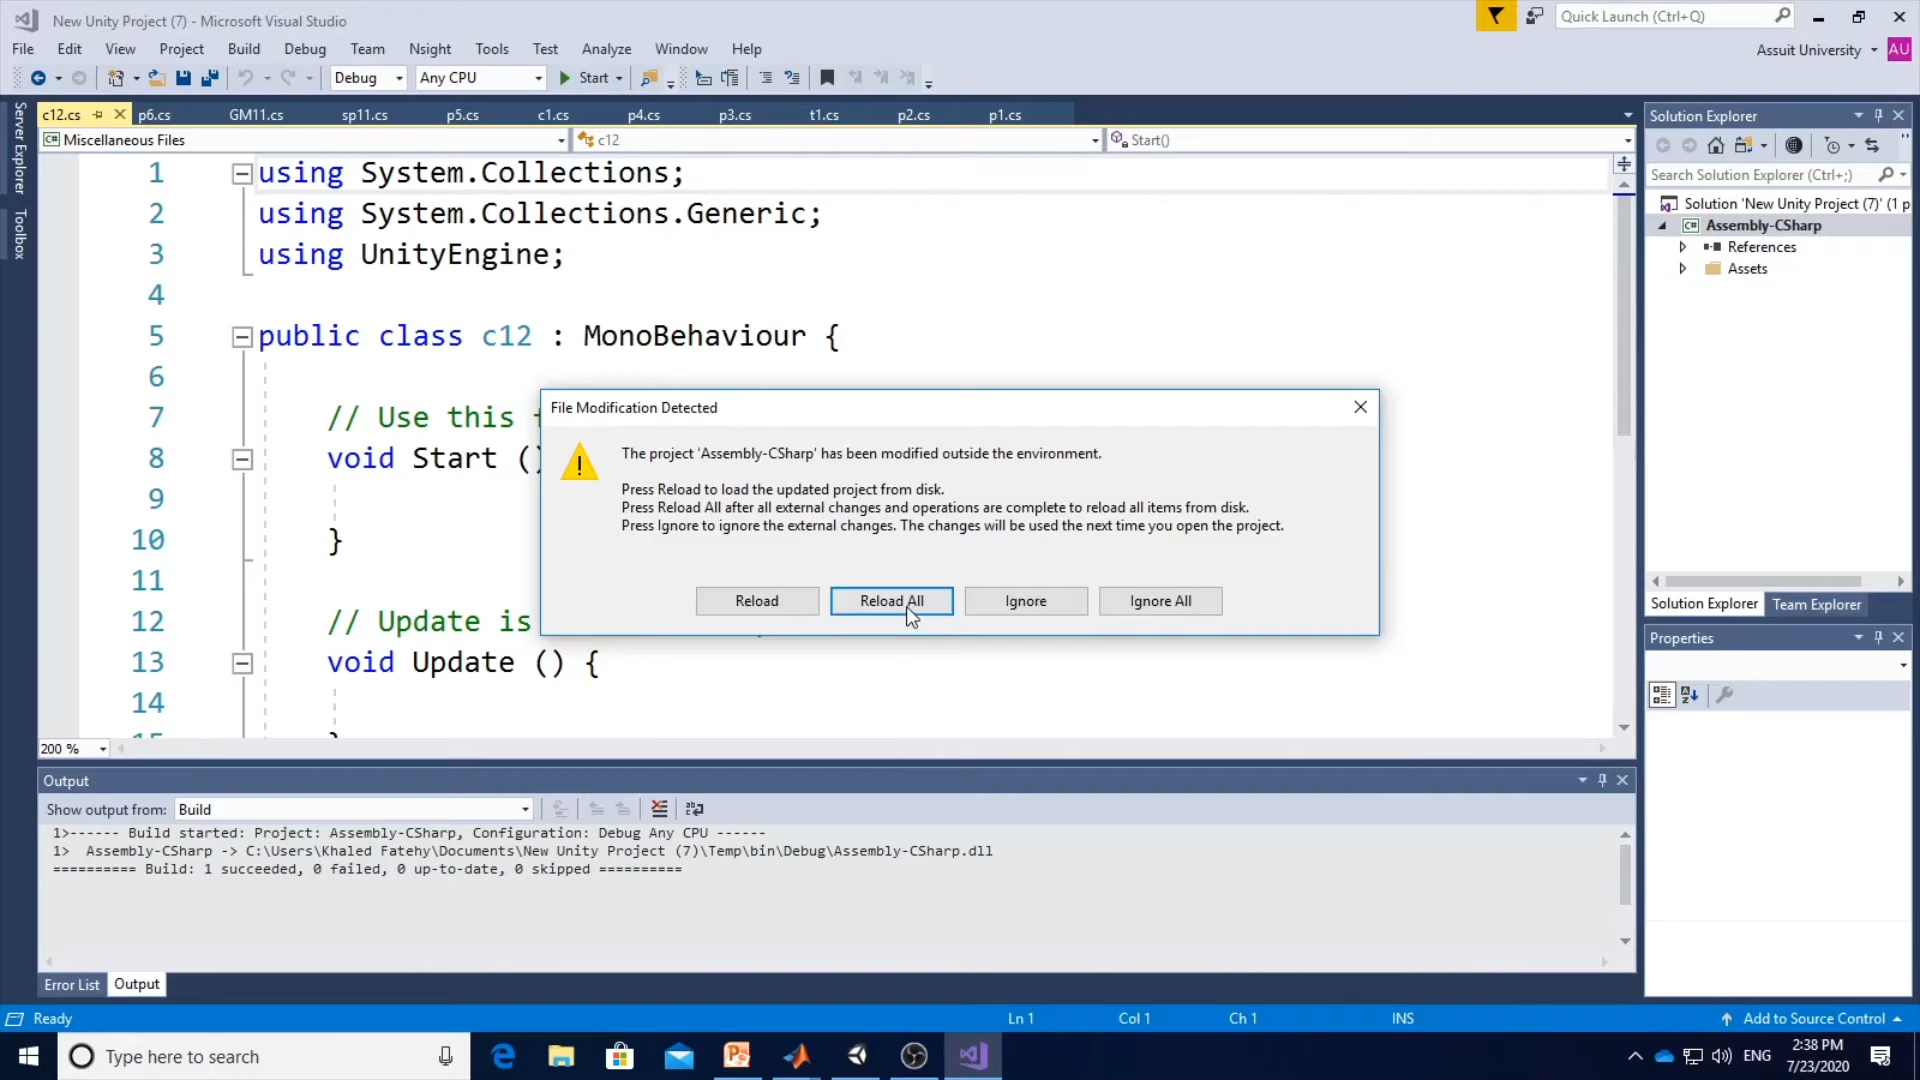 New Unity Project (7) - Microsoft Visual Studio
Quick Launch (Ctrl+Q)
File Edit View Project Build Debug Team Nsight Tools Test Analyze Window Help
Assuit University AU
Debug Any CPU Start
c12.cs p6.cs GM11.cs sp11.cs p5.cs c1.cs p4.cs p3.cs t1.cs p2.cs p1.cs
Miscellaneous Files c12 Start()
Server Explorer
Toolbox
1 using System.Collections;
2 using System.Collections.Generic;
3 using UnityEngine;
4
5 public class c12 : MonoBehaviour {
6
7 // Use this
8 void Start ()
9
10 }
11
12 // Update is
13 void Update () {
14
200 %
File Modification Detected
The project 'Assembly-CSharp' has been modified outside the environment.
Press Reload to load the updated project from disk.
Press Reload All after all external changes and operations are complete to reload all items from disk.
Press Ignore to ignore the external changes. The changes will be used the next time you open the project.
Reload Reload All Ignore Ignore All
Solution Explorer
Search Solution Explorer (Ctrl+;)
Solution 'New Unity Project (7)' (1 p
C# Assembly-CSharp
References
Assets
Solution Explorer Team Explorer
Properties
Output
Show output from: Build
1>------ Build started: Project: Assembly-CSharp, Configuration: Debug Any CPU ------
1>  Assembly-CSharp -> C:\Users\Khaled Fatehy\Documents\New Unity Project (7)\Temp\bin\Debug\Assembly-CSharp.dll
========== Build: 1 succeeded, 0 failed, 0 up-to-date, 0 skipped ==========
Error List Output
Ready Ln 1 Col 1 Ch 1 INS Add to Source Control
Type here to search
ENG
2:38 PM
7/23/2020